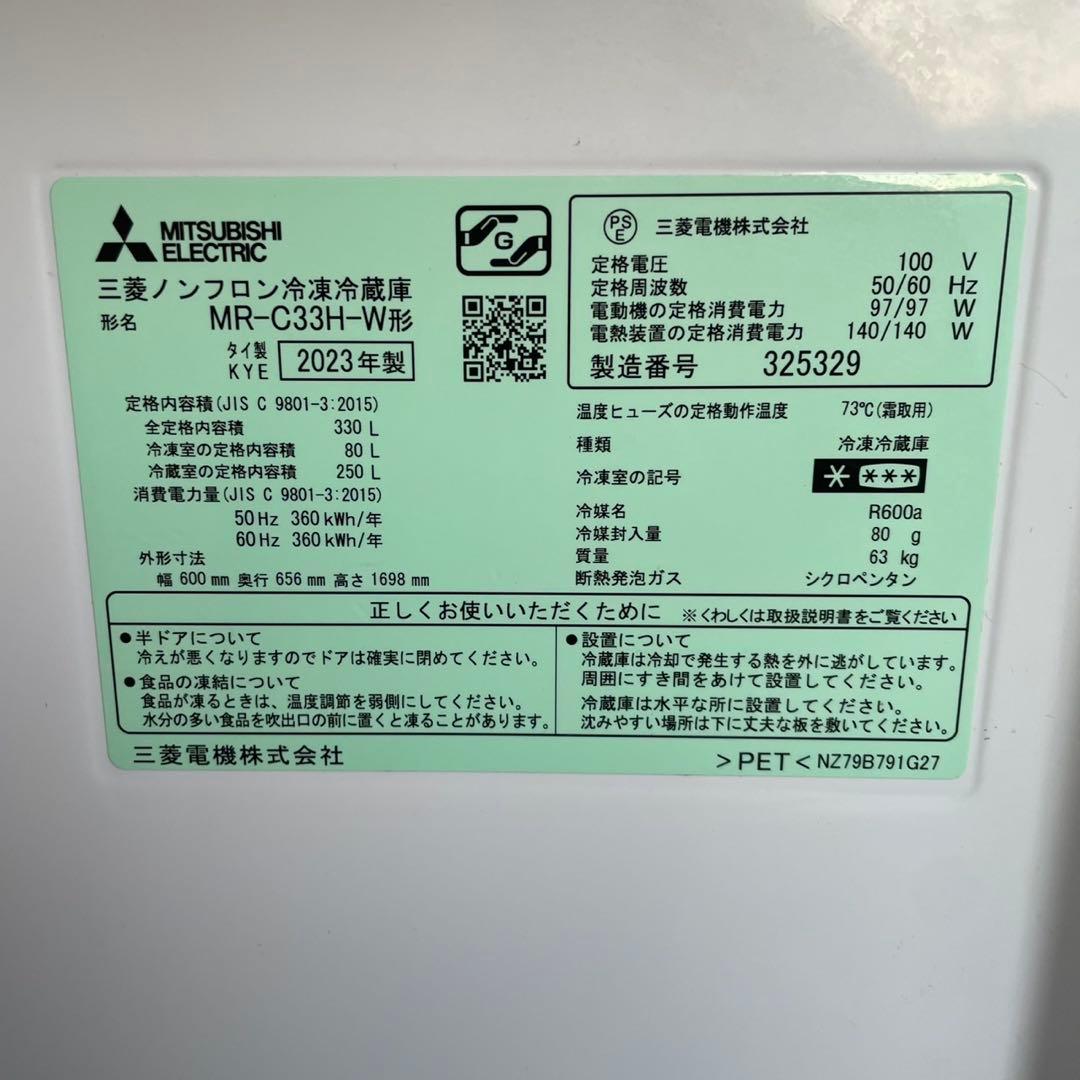 MITSUBISHI
ELECTRIC
G
三菱ノンフロン冷凍冷蔵庫
形名 MR-C33H-W形
タイ製
KYE 2023年製
PS
E 三菱電機株式会社
定格電圧 100 V
定格周波数 50/60 Hz
電動機の定格消費電力 97/97 W
電熱装置の定格消費電力 140/140 W
製造番号 325329
定格内容積(JIS C 9801-3:2015)
全定格内容積 330 L
冷凍室の定格内容積 80 L
冷蔵室の定格内容積 250 L
消費電力量(JIS C 9801-3:2015)
50Hz 360kWh/年
60Hz 360kWh/年
外形寸法
幅 600mm 奥行 656mm 高さ 1698mm
温度ヒューズの定格動作温度 73℃(霜取用)
種類 冷凍冷蔵庫
冷凍室の記号 * ***
冷媒名 R600a
冷媒封入量 80 g
質量 63 kg
断熱発泡ガス シクロペンタン
正しくお使いいただくために ※くわしくは取扱説明書をご覧ください
●半ドアについて
冷えが悪くなりますのでドアは確実に閉めてください。
●食品の凍結について
食品が凍るときは、温度調節を弱側にしてください。
水分の多い食品を吹出口の前に置くと凍ることがあります。
●設置について
冷蔵庫は冷却で発生する熱を外に逃がしています。
周囲にすき間をあけて設置してください。
冷蔵庫は水平な所に設置してください。
沈みやすい場所は下に丈夫な板を敷いてください。
三菱電機株式会社
>PET< NZ79B791G27